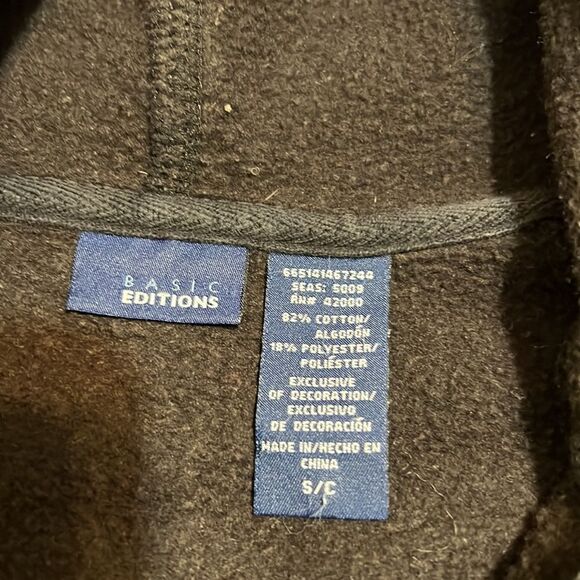 BASIC
EDITIONS
665141467244
SEAS: 5009
RN# 42000
82% COTTON/
ALGODÓN
18% POLYESTER/
POLIÉSTER
EXCLUSIVE
OF DECORATION/
EXCLUSIVO
DE DECORACIÓN
MADE IN/HECHO EN
CHINA
S/C